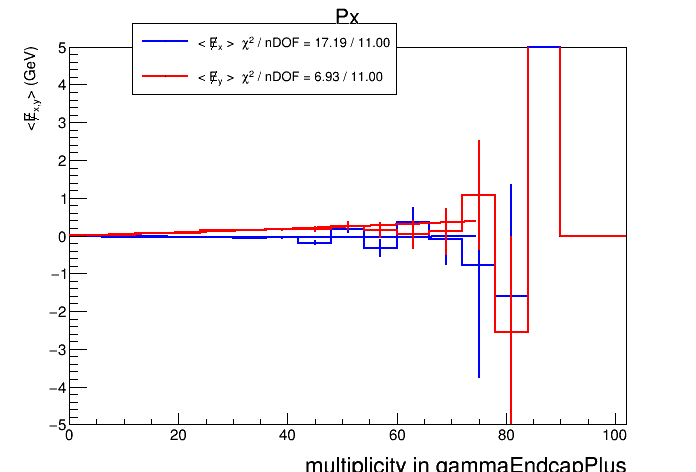 Px
< E̸x > χ² / nDOF = 17.19 / 11.00
< E̸y > χ² / nDOF = 6.93 / 11.00
<E̸x,y> (GeV)
5
4
3
2
1
0
−1
−2
−3
−4
−5
0 20 40 60 80 100
multiplicity in gammaEndcapPlus